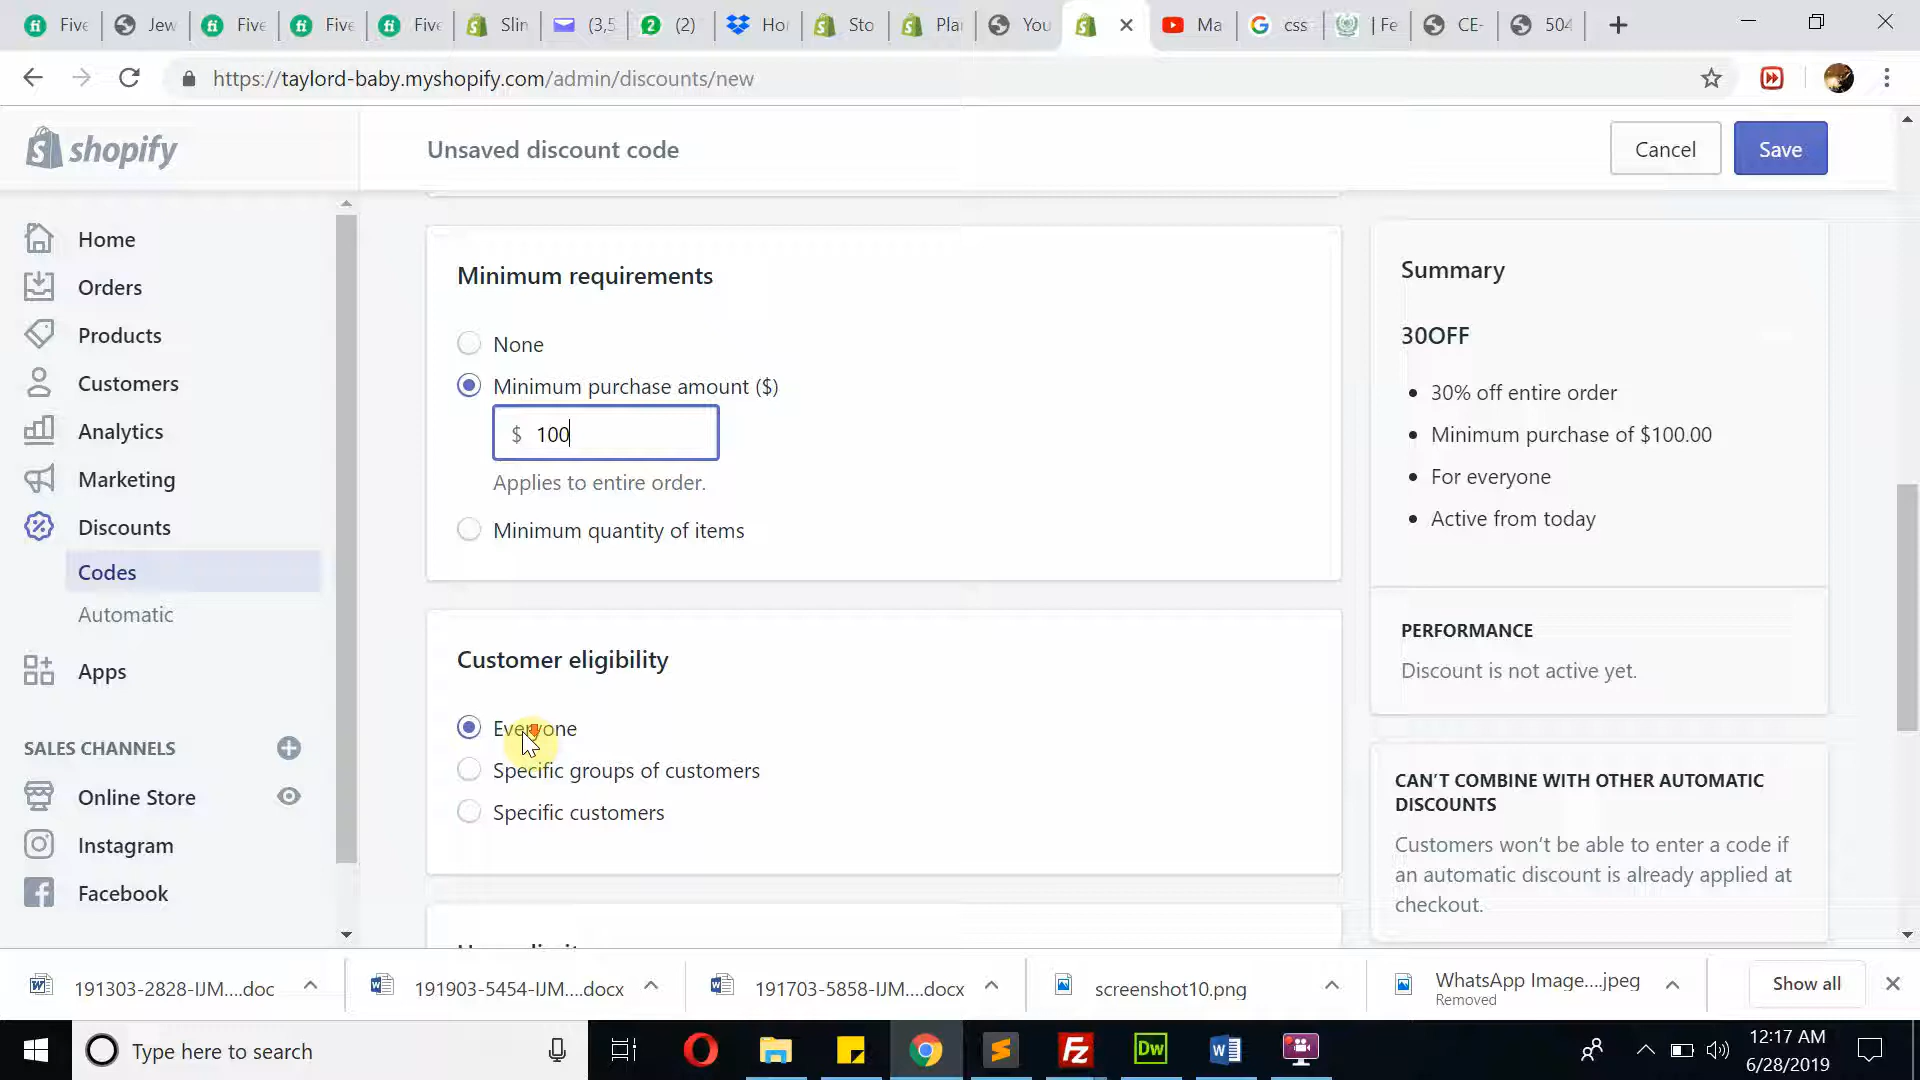 Five
Jew
Five
Five
Five
Slin
(3,5
2 (2)
Ho
Sto
Pla
You
Ma
css
Fe
CE-
504
https://taylord-baby.myshopify.com/admin/discounts/new
shopify
Unsaved discount code
Cancel
Save
Home
Orders
Products
Customers
Analytics
Marketing
Discounts
Codes
Automatic
Apps
SALES CHANNELS
Online Store
Instagram
Facebook
Minimum requirements
None
Minimum purchase amount ($)
$ 100
Applies to entire order.
Minimum quantity of items
Customer eligibility
Everyone
Specific groups of customers
Specific customers
Summary
30OFF
30% off entire order
Minimum purchase of $100.00
For everyone
Active from today
PERFORMANCE
Discount is not active yet.
CAN'T COMBINE WITH OTHER AUTOMATIC
DISCOUNTS
Customers won't be able to enter a code if
an automatic discount is already applied at
checkout.
191303-2828-IJM....doc
191903-5454-IJM....docx
191703-5858-IJM....docx
screenshot10.png
WhatsApp Image....jpeg
Removed
Show all
Type here to search
Dw
12:17 AM
6/28/2019